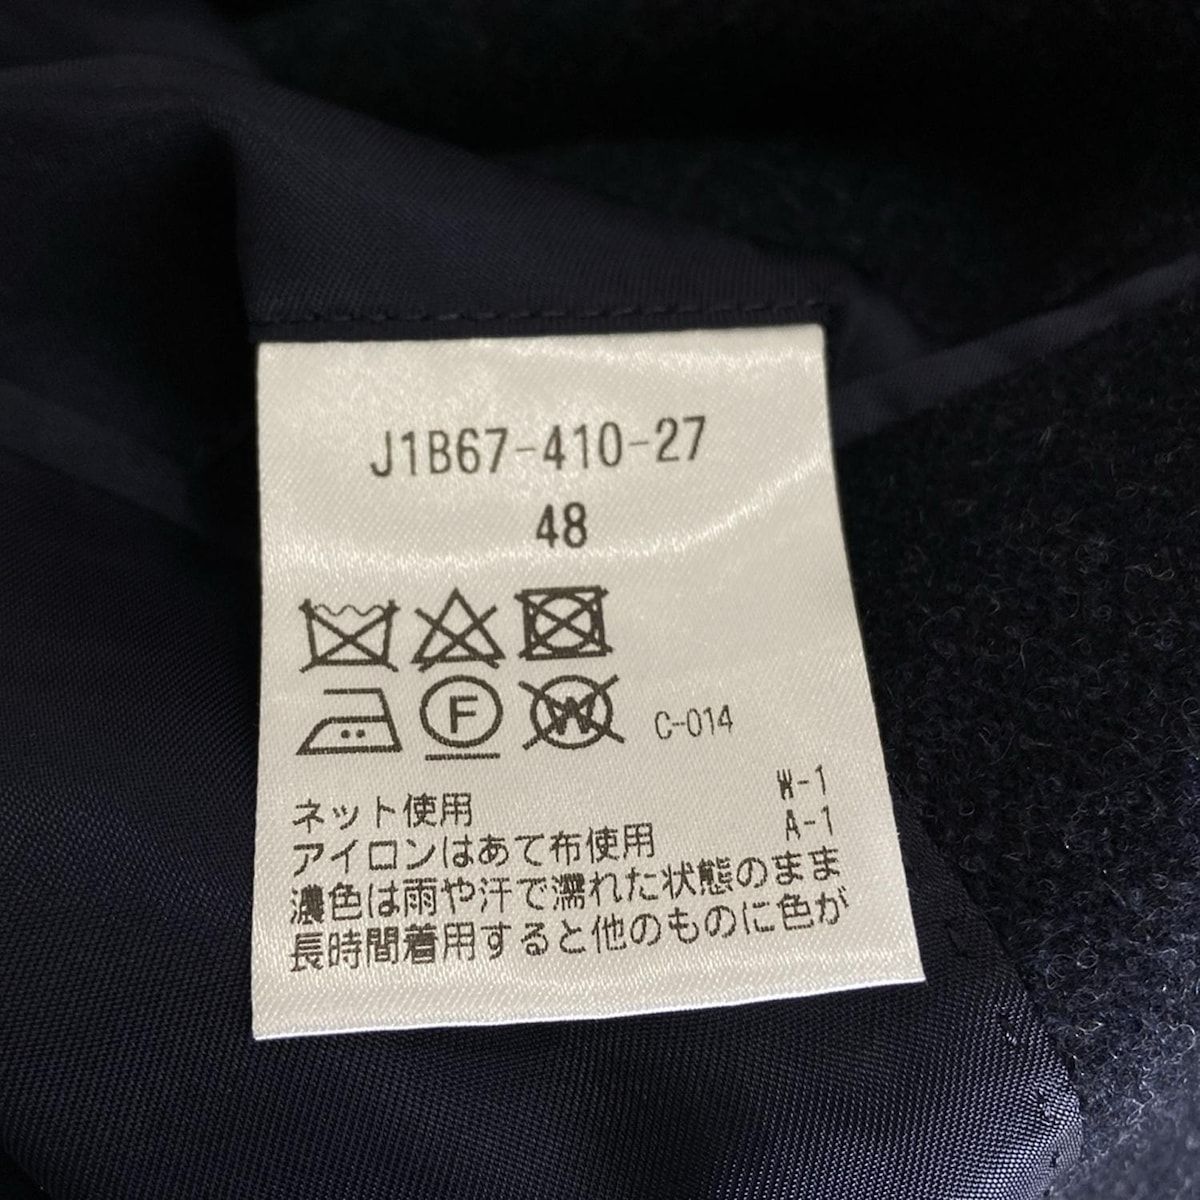 J1B67-410-27
48
F W C-014
W-1
ネット使用
A-1
アイロンはあて布使用
濃色は雨や汗で濡れた状態のまま
長時間着用すると他のものに色が